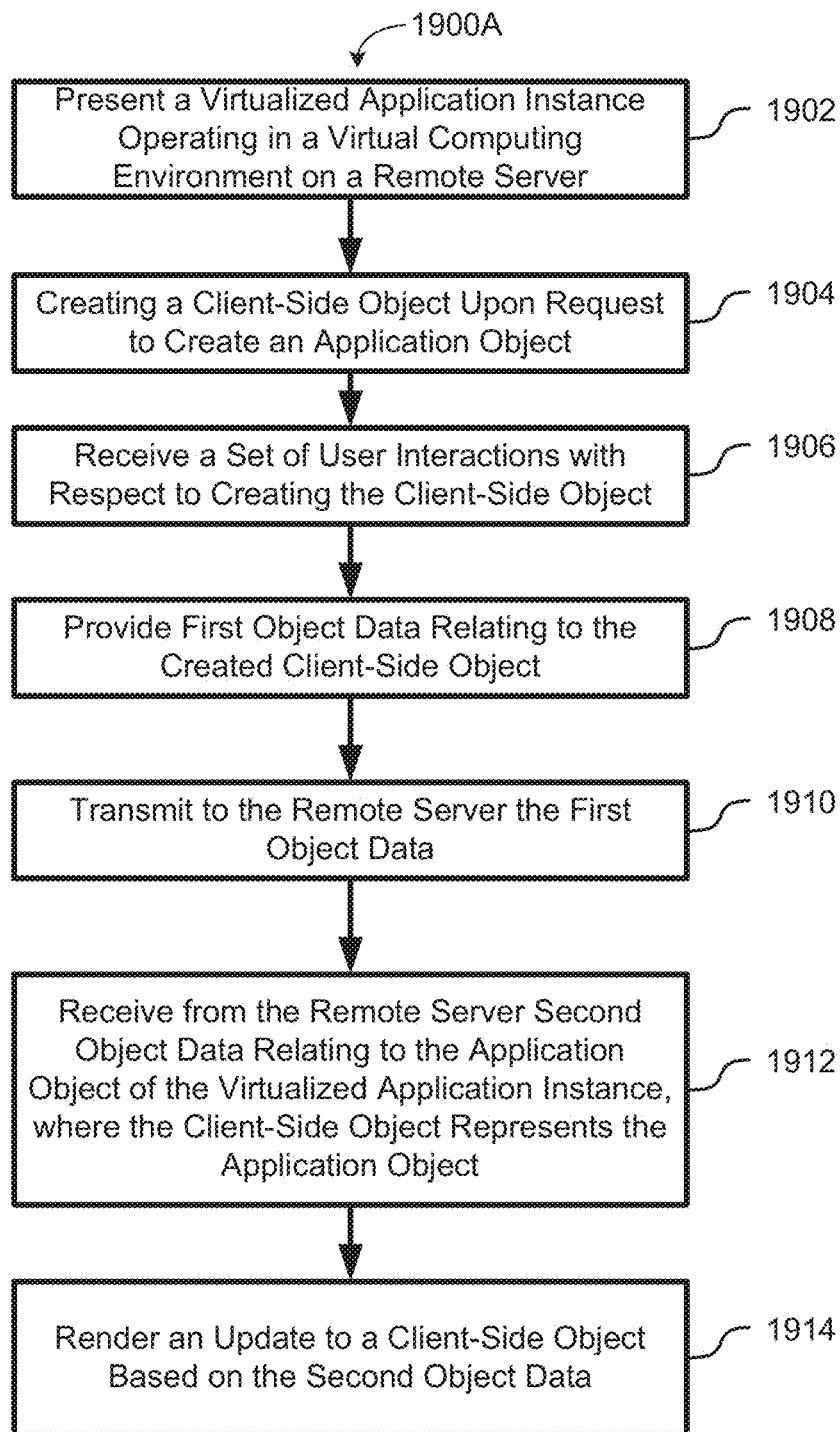 1900A
Present a Virtualized Application Instance
Operating in a Virtual Computing
Environment on a Remote Server
1902
Creating a Client-Side Object Upon Request
to Create an Application Object
1904
Receive a Set of User Interactions with
Respect to Creating the Client-Side Object
1906
Provide First Object Data Relating to the
Created Client-Side Object
1908
Transmit to the Remote Server the First
Object Data
1910
Receive from the Remote Server Second
Object Data Relating to the Application
Object of the Virtualized Application Instance,
where the Client-Side Object Represents the
Application Object
1912
Render an Update to a Client-Side Object
Based on the Second Object Data
1914